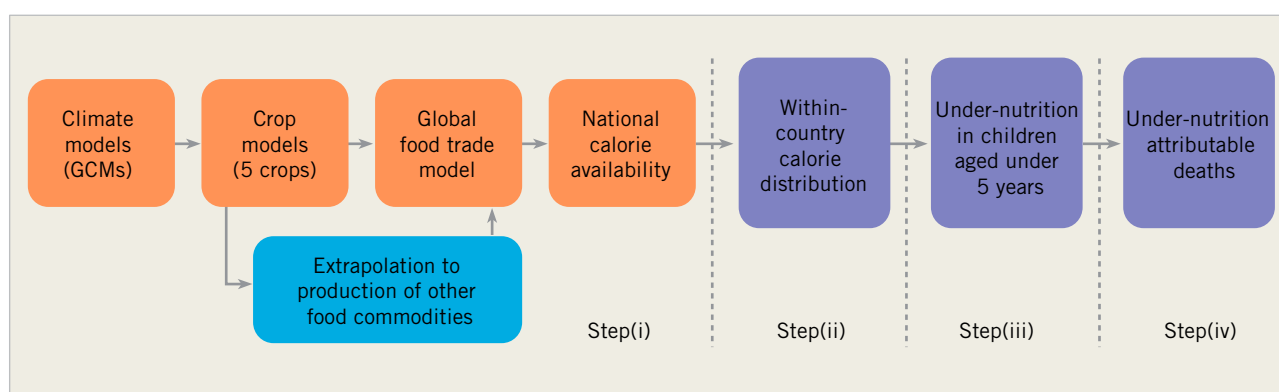 Climate
models
(GCMs)
Crop
models
(5 crops)
Global
food trade
model
National
calorie
availability
Within-
country
calorie
distribution
Under-nutrition
in children
aged under
5 years
Under-nutrition
attributable
deaths
Extrapolation to
production of other
food commodities
Step(i)
Step(ii)
Step(iii)
Step(iv)